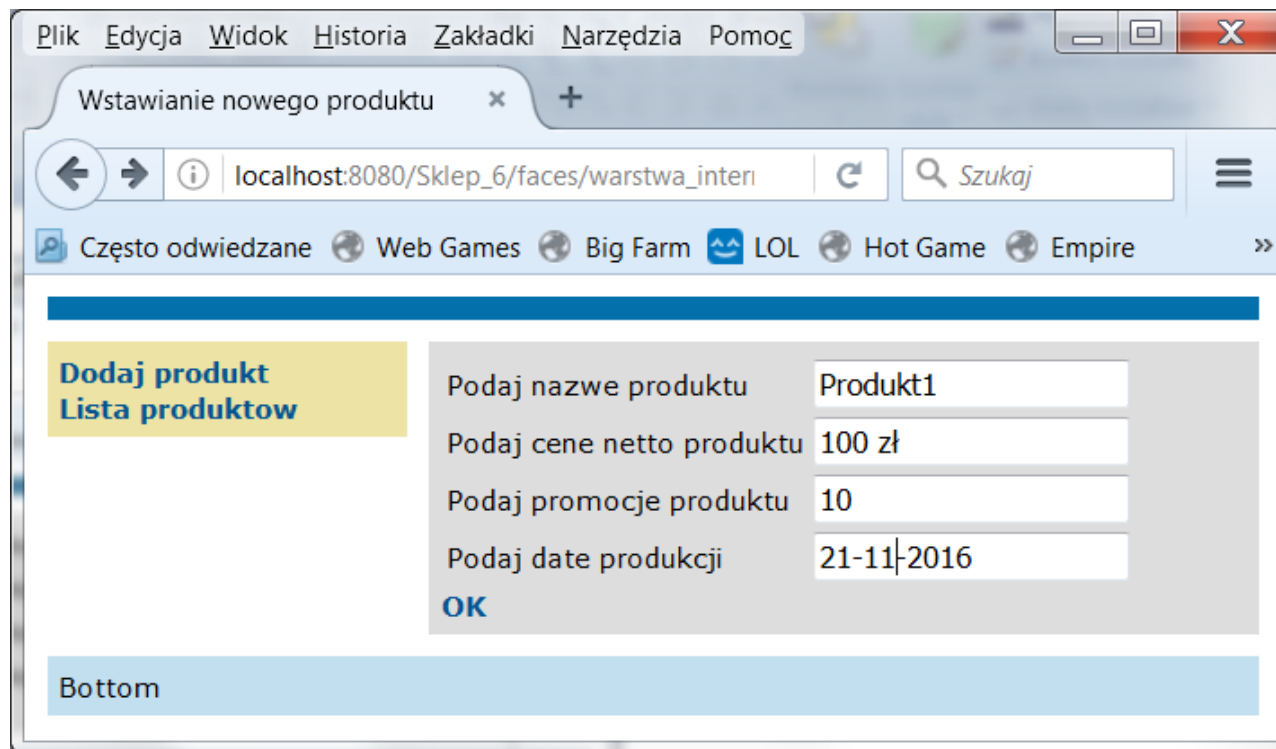 Plik Edycja Widok Historia Zakładki Narzędzia Pomoc
Wstawianie nowego produktu
localhost:8080/Sklep_6/faces/warstwa_inter Szukaj
Często odwiedzane Web Games Big Farm LOL Hot Game Empire
Dodaj produkt
Lista produktow
Podaj nazwe produktu Produkt1
Podaj cene netto produktu 100 zł
Podaj promocje produktu 10
Podaj date produkcji 21-11-2016
OK
Bottom